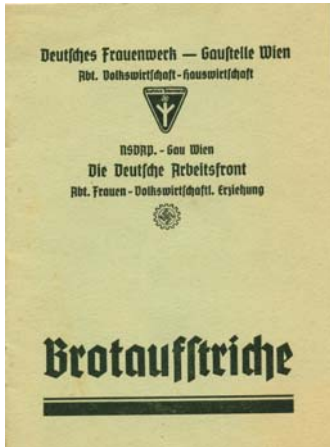 Deutsches Frauenwerk — Gaustelle Wien
Abt. Volkswirtschaft-Hauswirtschaft
NSDAP. - Gau Wien
Die Deutsche Arbeitsfront
Abt. Frauen - Volkswirtschaftl. Erziehung
Brotaufstriche